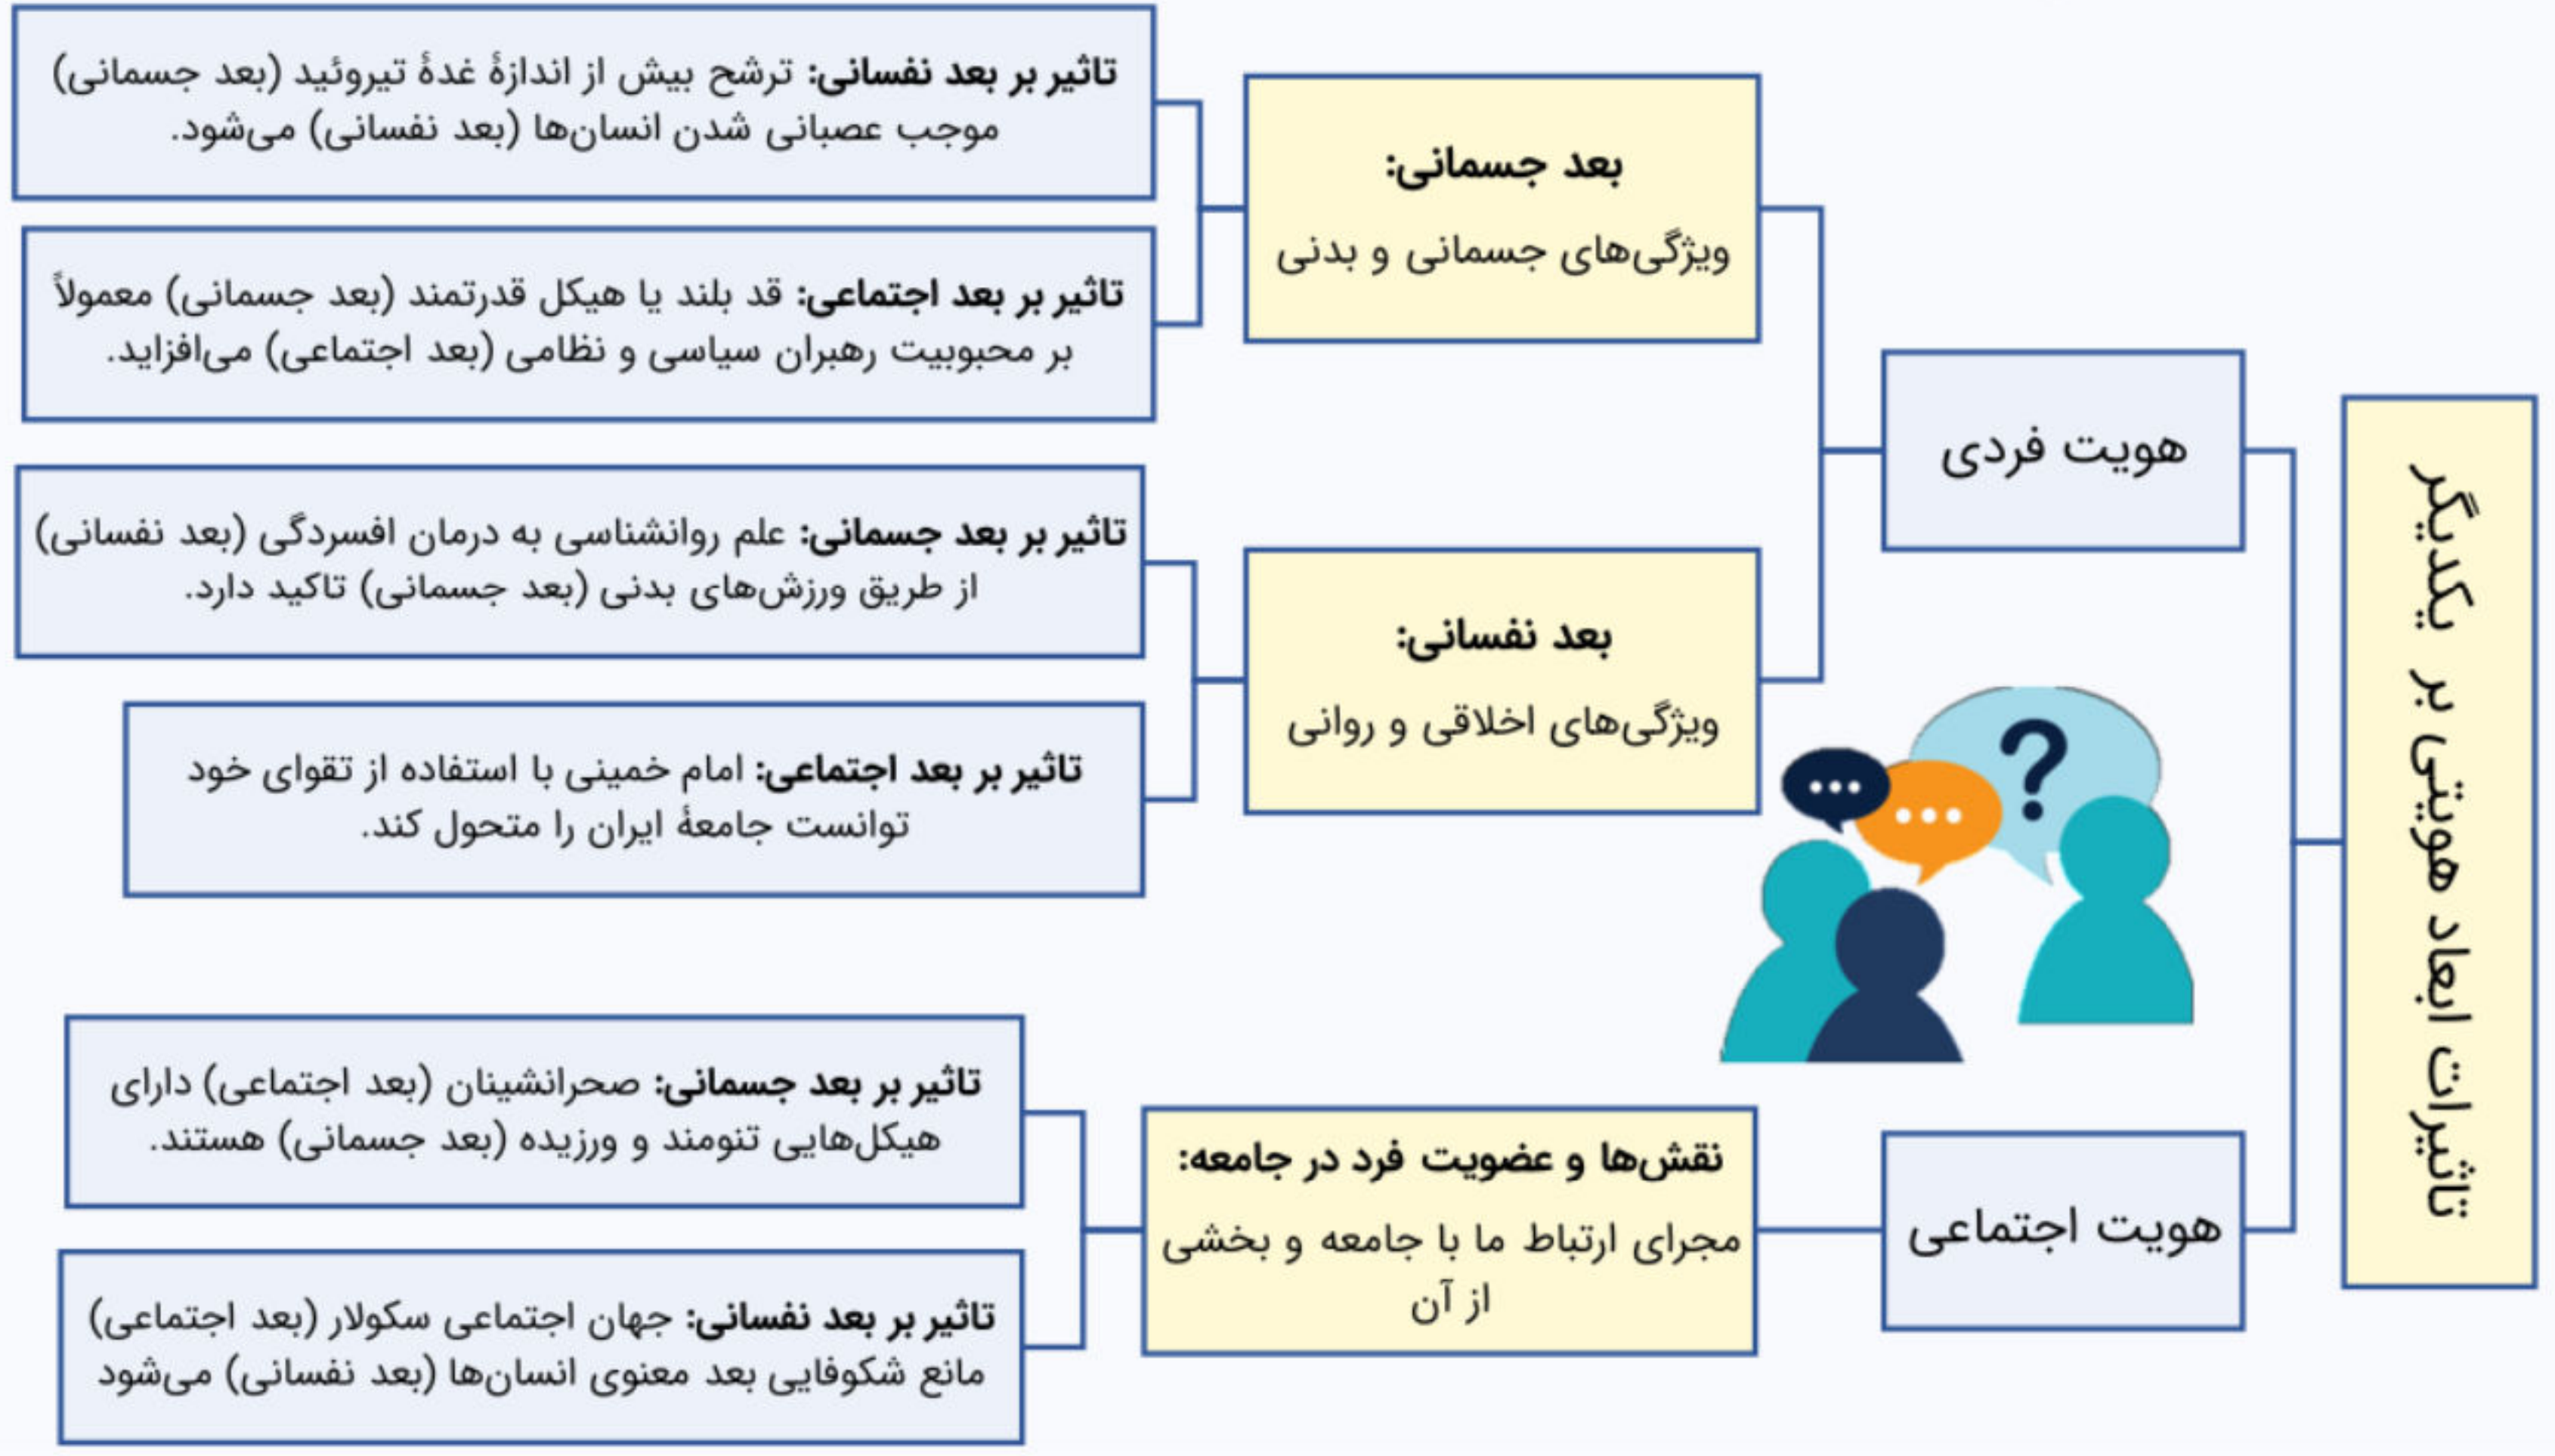 تاثیرات ابعاد هویتی بر یکدیگر
هویت فردی
بعد جسمانی:
ویژگی‌های جسمانی و بدنی
تاثیر بر بعد نفسانی: ترشح بیش از اندازهٔ غدهٔ تیروئید (بعد جسمانی)
موجب عصبانی شدن انسان‌ها (بعد نفسانی) می‌شود.
تاثیر بر بعد اجتماعی: قد بلند یا هیکل قدرتمند (بعد جسمانی) معمولاً
بر محبوبیت رهبران سیاسی و نظامی (بعد اجتماعی) می‌افزاید.
بعد نفسانی:
ویژگی‌های اخلاقی و روانی
تاثیر بر بعد جسمانی: علم روانشناسی به درمان افسردگی (بعد نفسانی)
از طریق ورزش‌های بدنی (بعد جسمانی) تاکید دارد.
تاثیر بر بعد اجتماعی: امام خمینی با استفاده از تقوای خود
توانست جامعهٔ ایران را متحول کند.
هویت اجتماعی
نقش‌ها و عضویت فرد در جامعه:
مجرای ارتباط ما با جامعه و بخشی
از آن
تاثیر بر بعد جسمانی: صحرانشینان (بعد اجتماعی) دارای
هیکل‌هایی تنومند و ورزیده (بعد جسمانی) هستند.
تاثیر بر بعد نفسانی: جهان اجتماعی سکولار (بعد اجتماعی)
مانع شکوفایی بعد معنوی انسان‌ها (بعد نفسانی) می‌شود
?